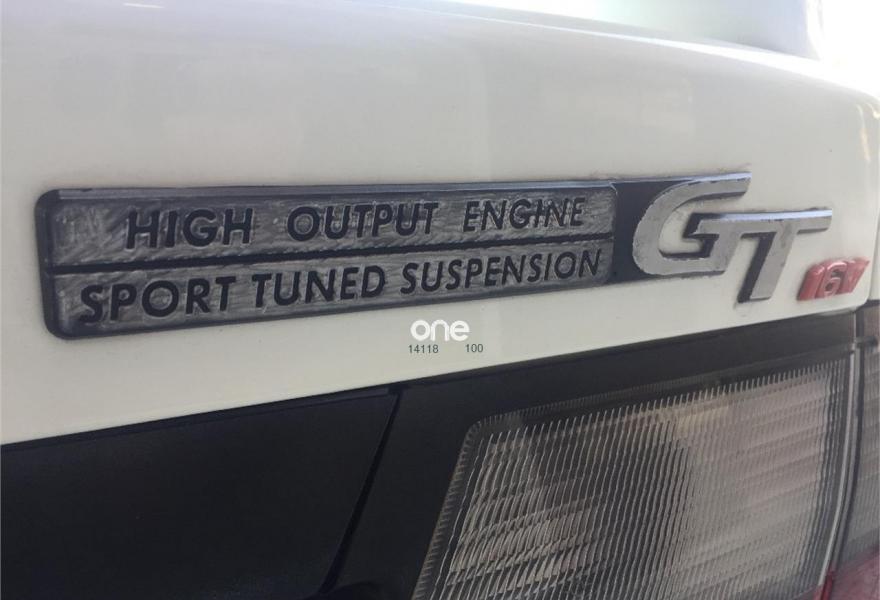 HIGH OUTPUT ENGINE
SPORT TUNED SUSPENSION
GT 16V
one
14118 100